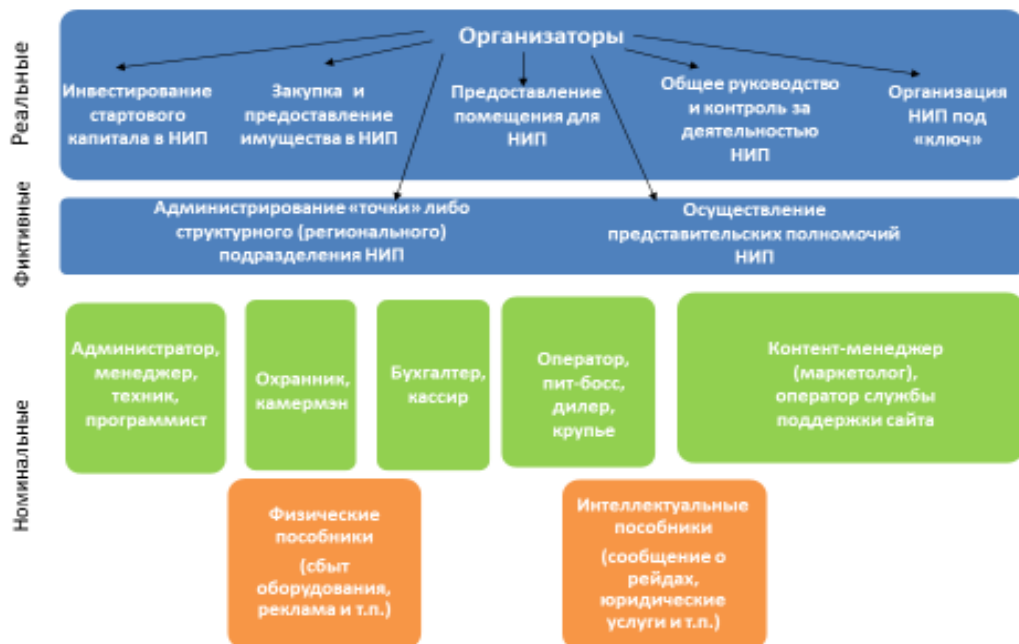 Реальные
Организаторы
Инвестирование
стартового
капитала в НИП
Закупка и
предоставление
имущества в НИП
Предоставление
помещения для
НИП
Общее руководство
и контроль за
деятельностью
НИП
Организация
НИП под
«ключ»
Фиктивные
Администрирование «точки» либо
структурного (регионального)
подразделения НИП
Осуществление
представительских полномочий
НИП
Номинальные
Администратор,
менеджер,
техник,
программист
Охранник,
камермэн
Бухгалтер,
кассир
Оператор,
пит-босс,
дилер,
крупье
Контент-менеджер
(маркетолог),
оператор службы
поддержки сайта
Физические
пособники
(сбыт
оборудования,
реклама и т.п.)
Интеллектуальные
пособники
(сообщение о
рейдах,
юридические
услуги и т.п.)